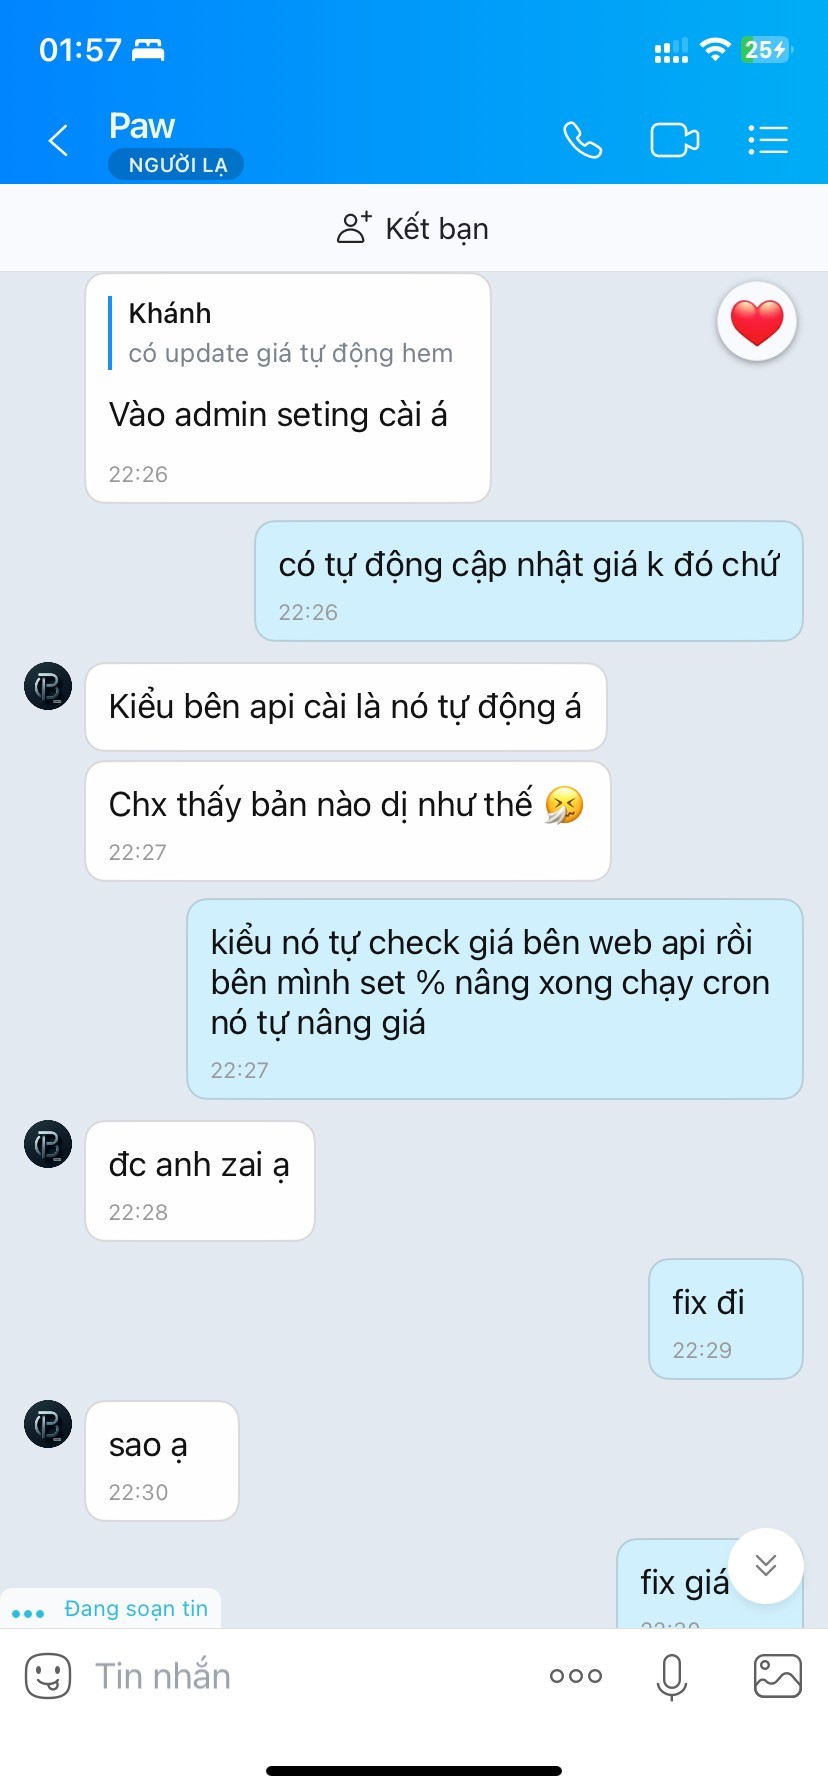 01:57
25
Paw
NGƯỜI LẠ
Kết bạn
Khánh
có update giá tự động hem
Vào admin seting cài á
22:26
có tự động cập nhật giá k đó chứ
22:26
Kiểu bên api cài là nó tự động á
Chx thấy bản nào dị như thế 🤧
22:27
kiểu nó tự check giá bên web api rồi
bên mình set % nâng xong chạy cron
nó tự nâng giá
22:27
đc anh zai ạ
22:28
fix đi
22:29
sao ạ
22:30
fix giá
22:30
Đang soạn tin
Tin nhắn